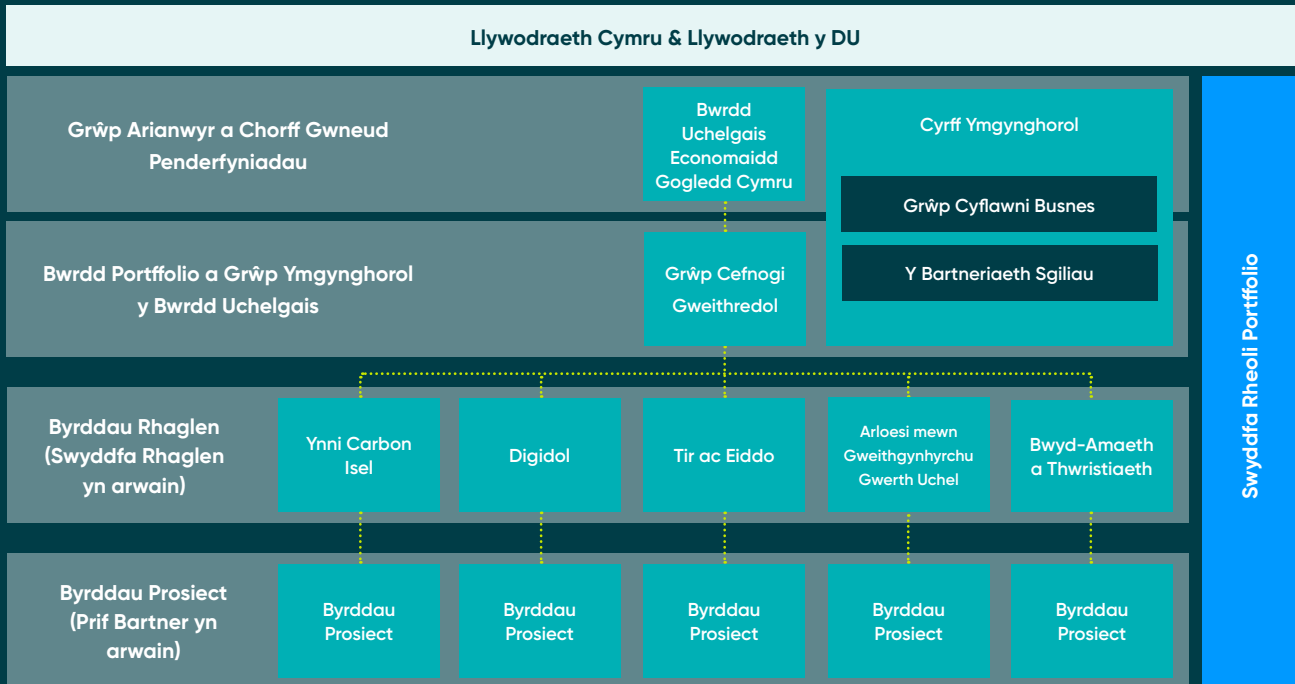 Llywodraeth Cymru & Llywodraeth y DU
Grŵp Arianwyr a Chorff Gwneud
Penderfyniadau
Bwrdd
Uchelgais
Economaidd
Gogledd Cymru
Cyrff Ymgynghorol
Grŵp Cyflawni Busnes
Y Bartneriaeth Sgiliau
Bwrdd Portffolio a Grŵp Ymgynghorol
y Bwrdd Uchelgais
Grŵp Cefnogi
Gweithredol
Swyddfa Rheoli Portffolio
Byrddau Rhaglen
(Swyddfa Rhaglen
yn arwain)
Ynni Carbon
Isel
Digidol
Tir ac Eiddo
Arloesi mewn
Gweithgynhyrchu
Gwerth Uchel
Bwyd-Amaeth
a Thwristiaeth
Byrddau Prosiect
(Prif Bartner yn
arwain)
Byrddau
Prosiect
Byrddau
Prosiect
Byrddau
Prosiect
Byrddau
Prosiect
Byrddau
Prosiect